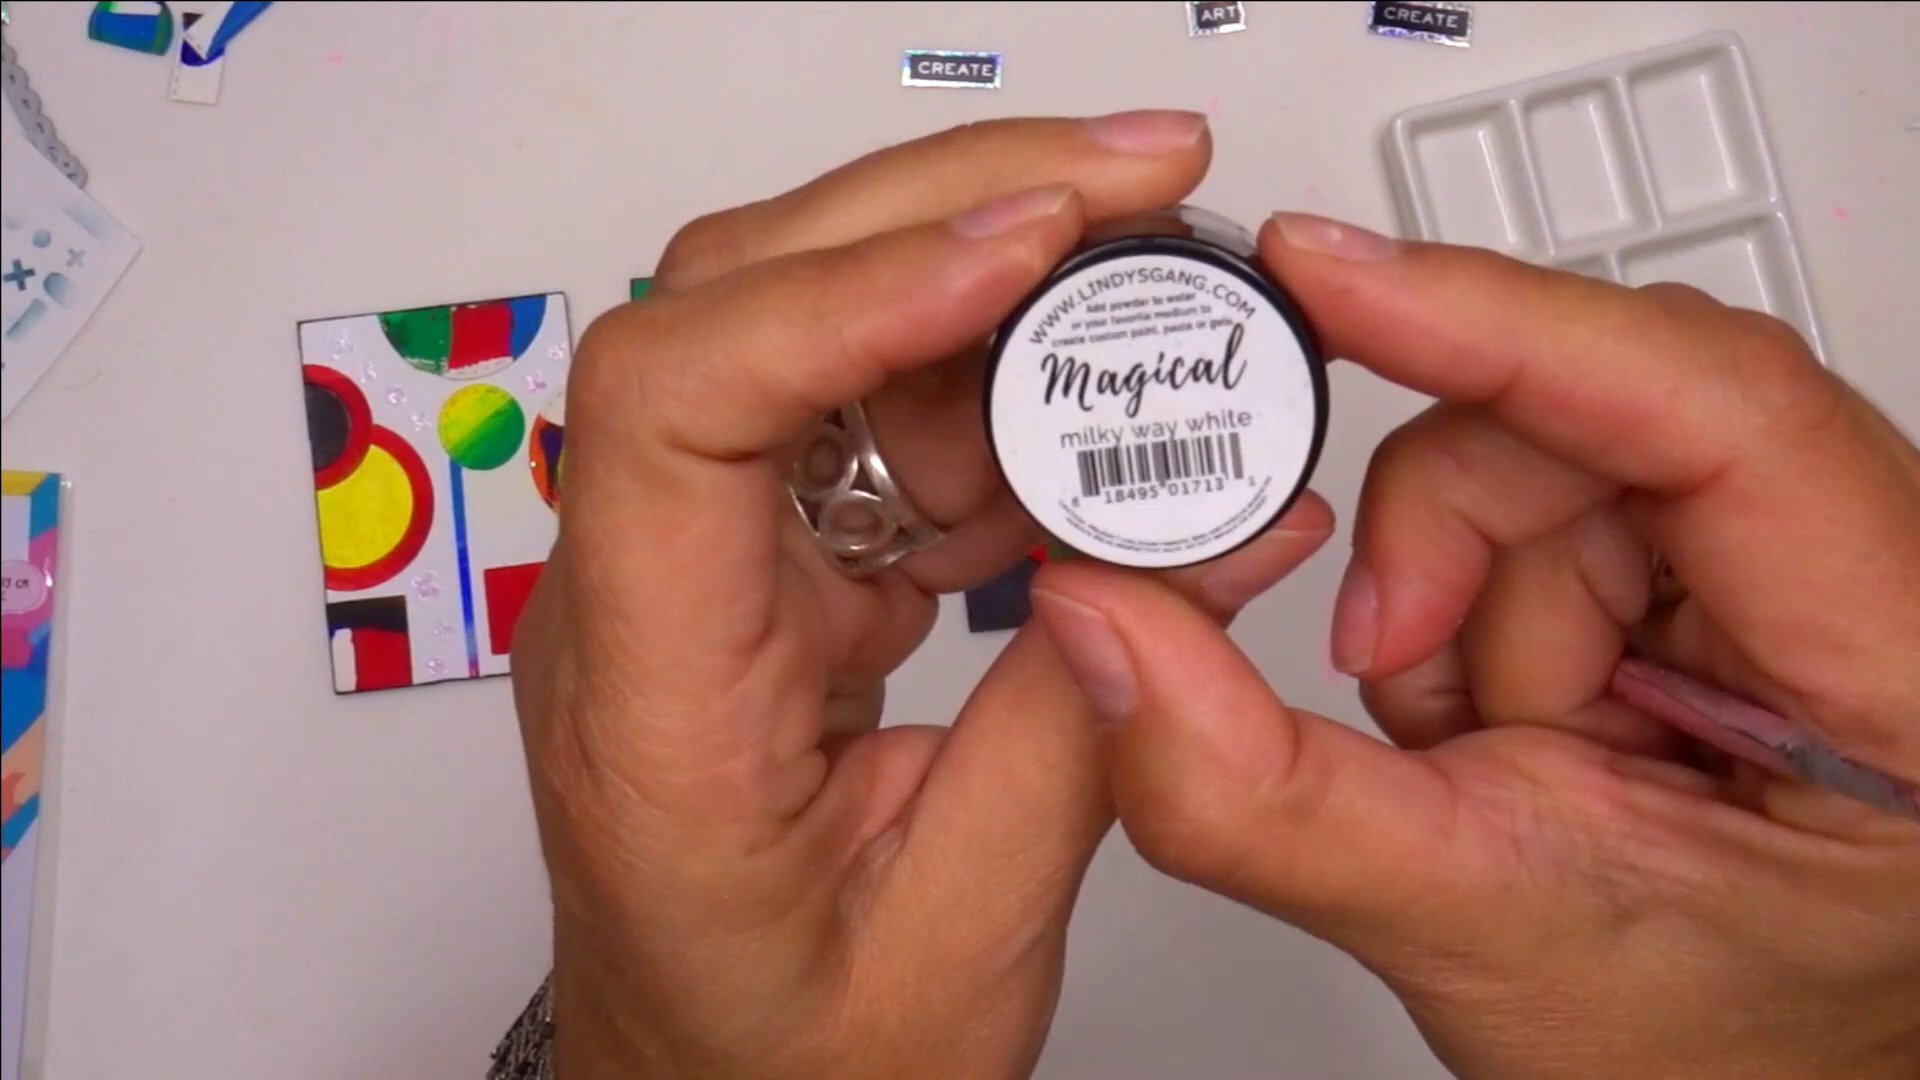 ART
CREATE
CREATE
WWW.LINDYSGANG.COM
Add powder to water
or your favorite medium to
create custom paint, paste or gels
Magical
milky way white
8 18495 01713 1